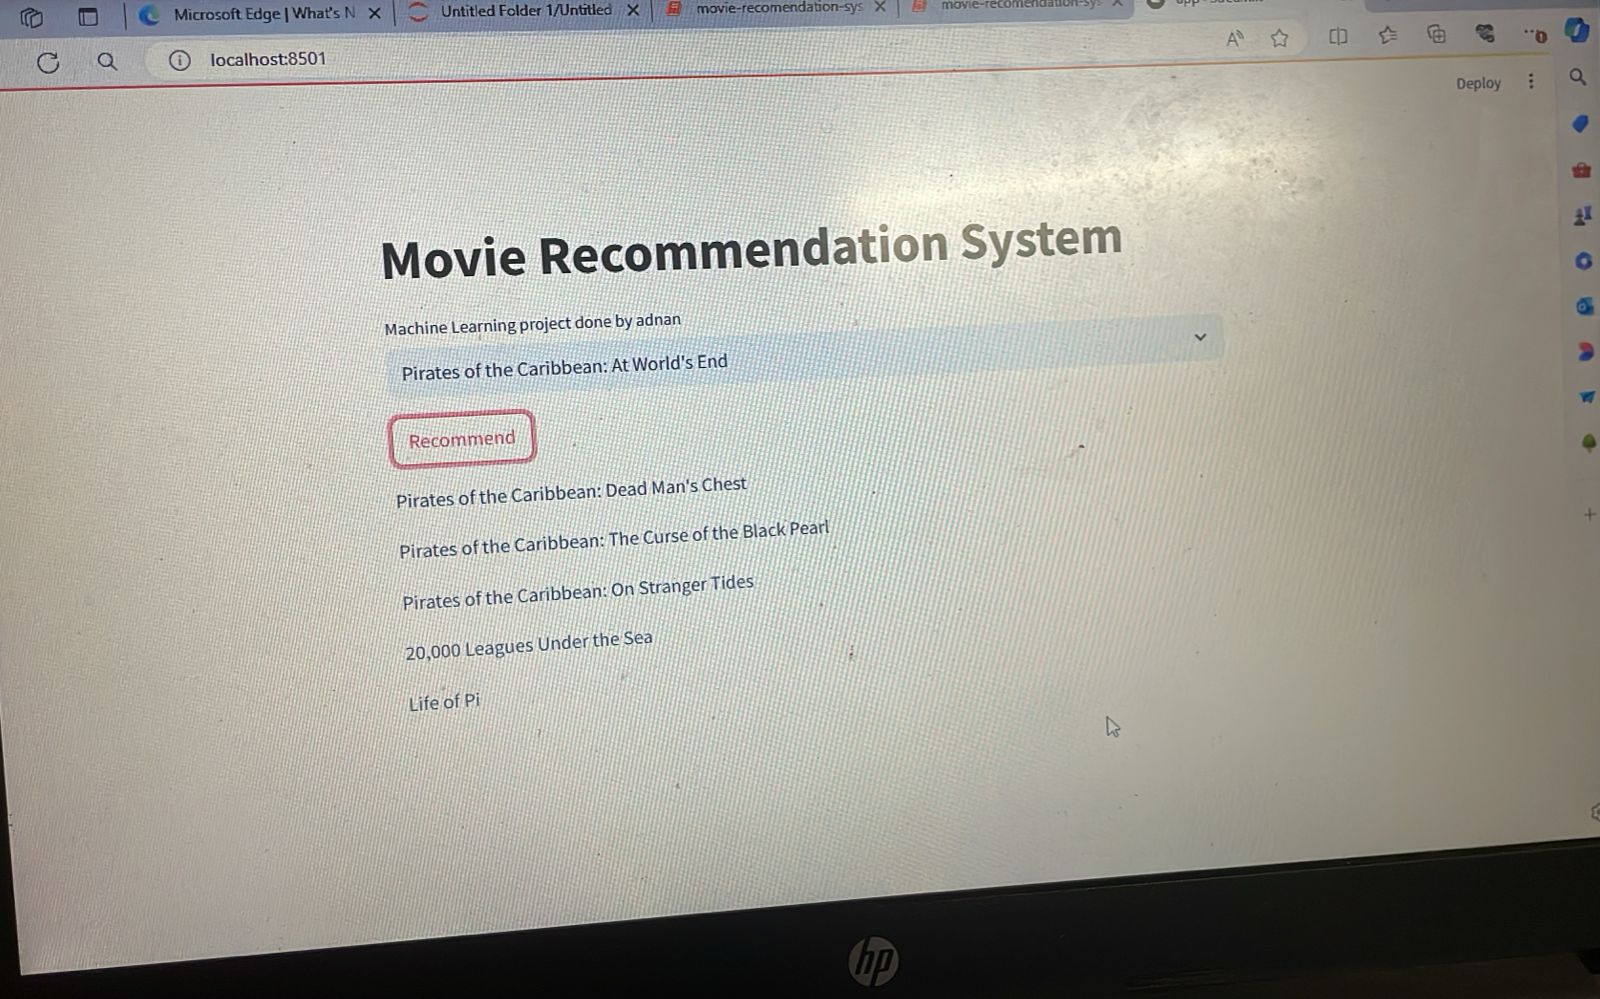 Microsoft Edge | What's N
Untitled Folder 1/Untitled
movie-recomendation-sys
movie-recomendation-sys
localhost:8501
Deploy
Movie Recommendation System
Machine Learning project done by adnan
Pirates of the Caribbean: At World's End
Recommend
Pirates of the Caribbean: Dead Man's Chest
Pirates of the Caribbean: The Curse of the Black Pearl
Pirates of the Caribbean: On Stranger Tides
20,000 Leagues Under the Sea
Life of Pi
hp